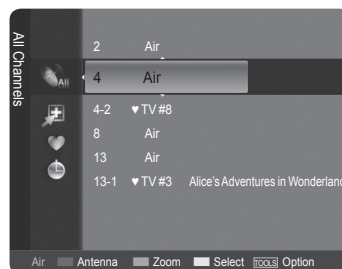 All Channels
All
2 Air
4 Air
4-2 ♥ TV #8
8 Air
13 Air
13-1 ♥ TV #3 Alice's Adventures in Wonderland
Air Antenna Zoom Select TOOLS Option